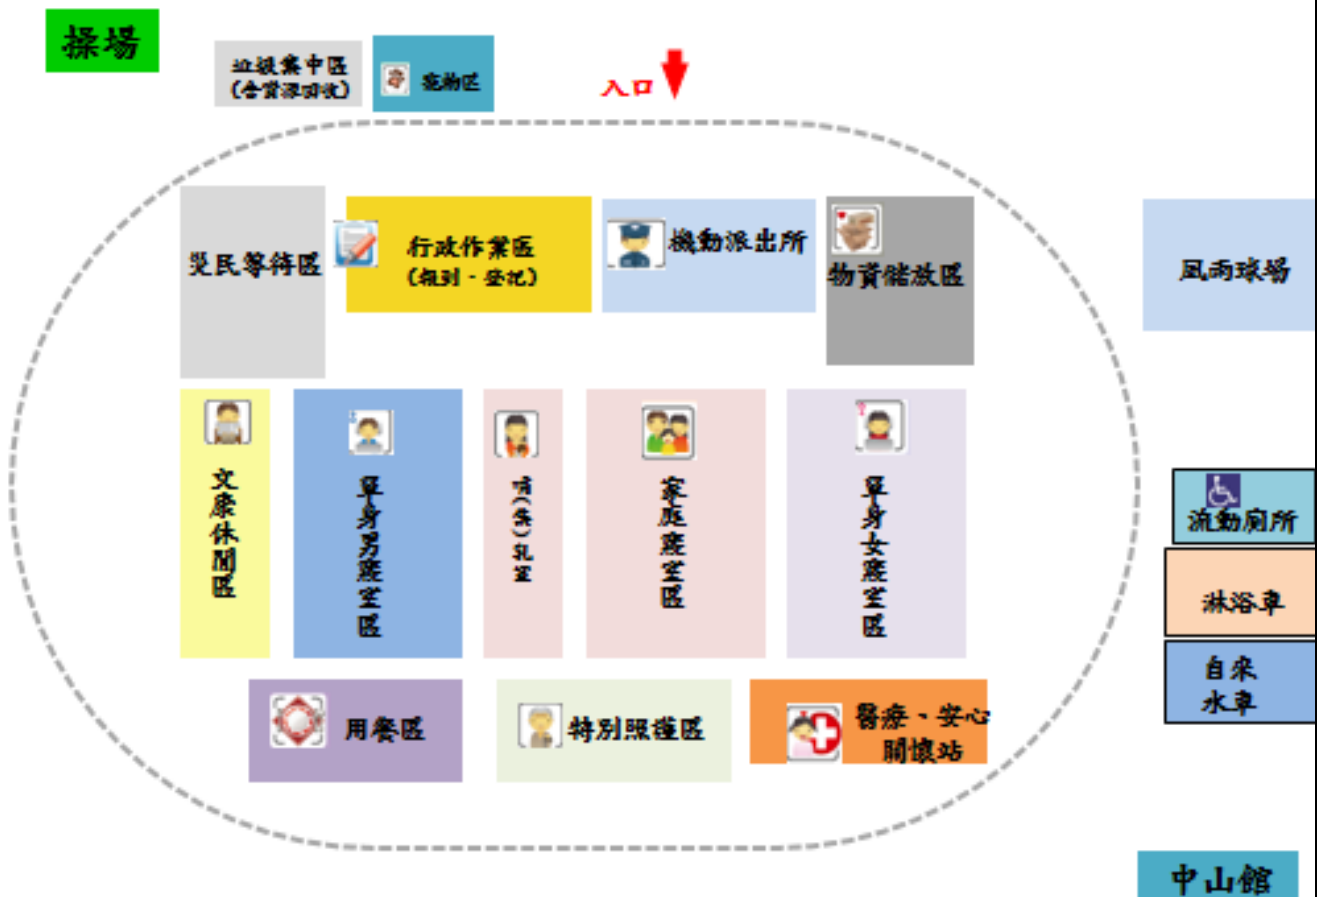 操場
垃圾集中區
(含資源回收)
寵物區
入口
災民等待區
行政作業區
(報到‧登記)
機動派出所
物資儲放區
風雨球場
文康休閒區
單身男寢室區
哺(集)乳室
家庭寢室區
單身女寢室區
流動廁所
淋浴車
自來
水車
用餐區
特別照護區
醫療、安心
關懷站
中山館